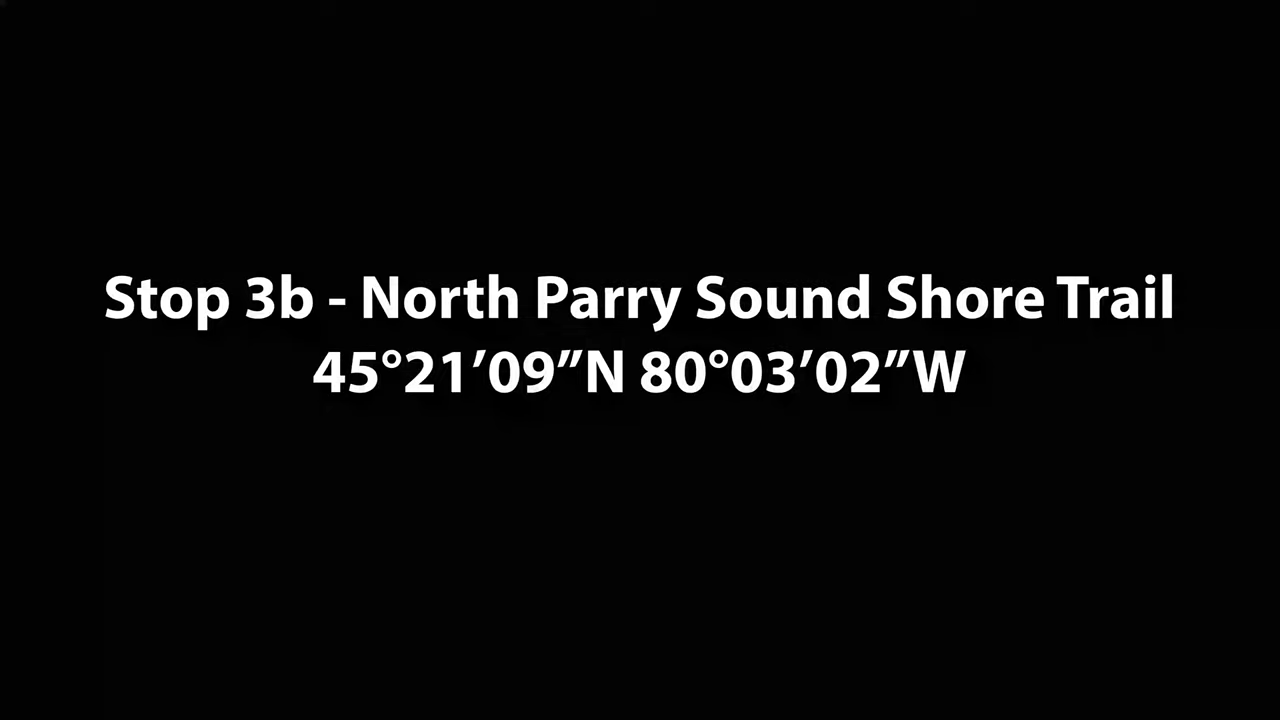 Stop 3b - North Parry Sound Shore Trail
45°21’09”N 80°03’02”W